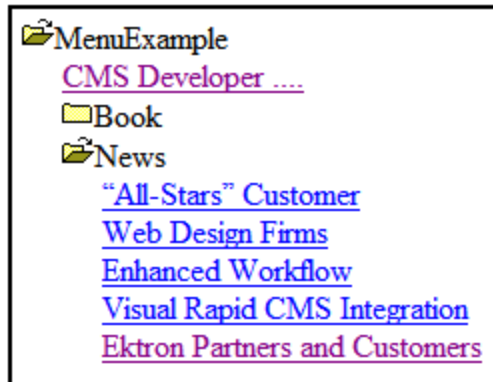 MenuExample
CMS Developer ....
Book
News
“All-Stars” Customer
Web Design Firms
Enhanced Workflow
Visual Rapid CMS Integration
Ektron Partners and Customers